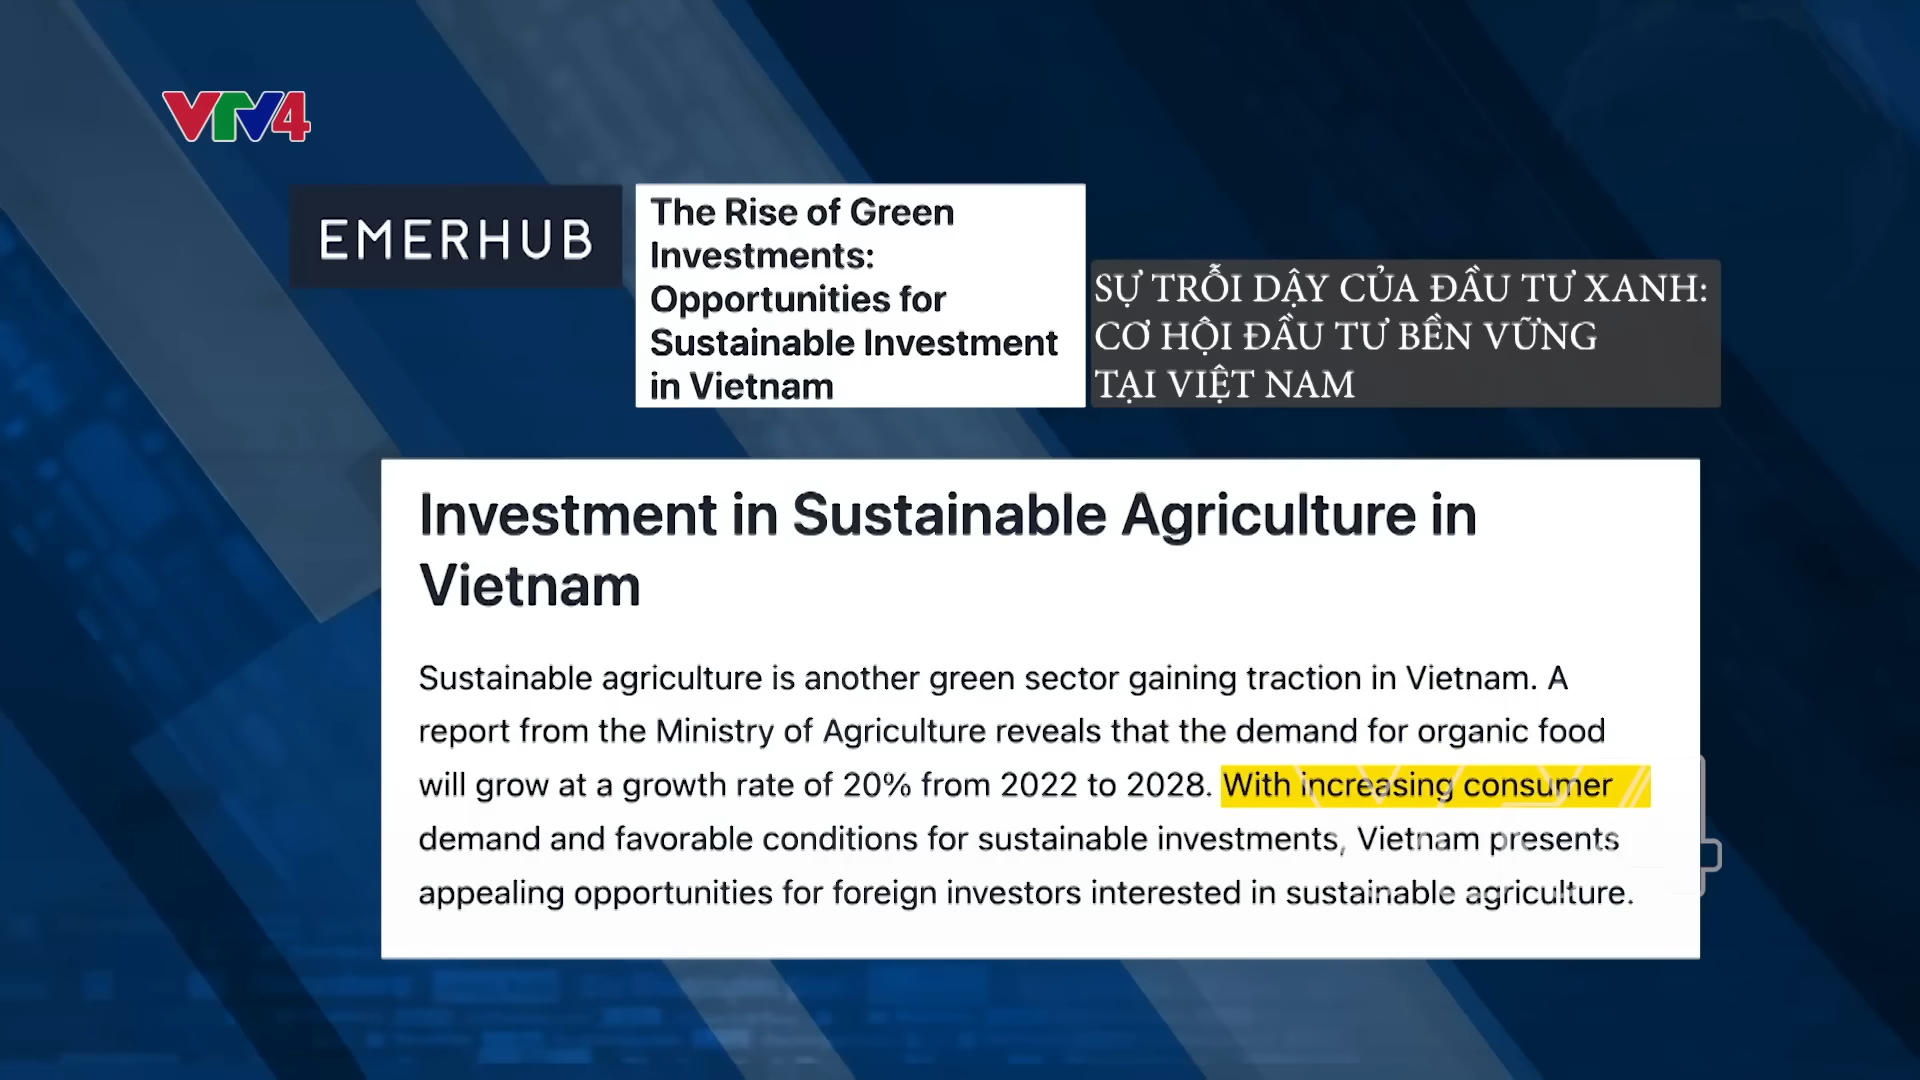 VTV4
EMERHUB
The Rise of Green
Investments:
Opportunities for
Sustainable Investment
in Vietnam
SỰ TRỖI DẬY CỦA ĐẦU TƯ XANH:
CƠ HỘI ĐẦU TƯ BỀN VỮNG
TẠI VIỆT NAM
Investment in Sustainable Agriculture in
Vietnam
Sustainable agriculture is another green sector gaining traction in Vietnam. A
report from the Ministry of Agriculture reveals that the demand for organic food
will grow at a growth rate of 20% from 2022 to 2028. With increasing consumer
demand and favorable conditions for sustainable investments, Vietnam presents
appealing opportunities for foreign investors interested in sustainable agriculture.